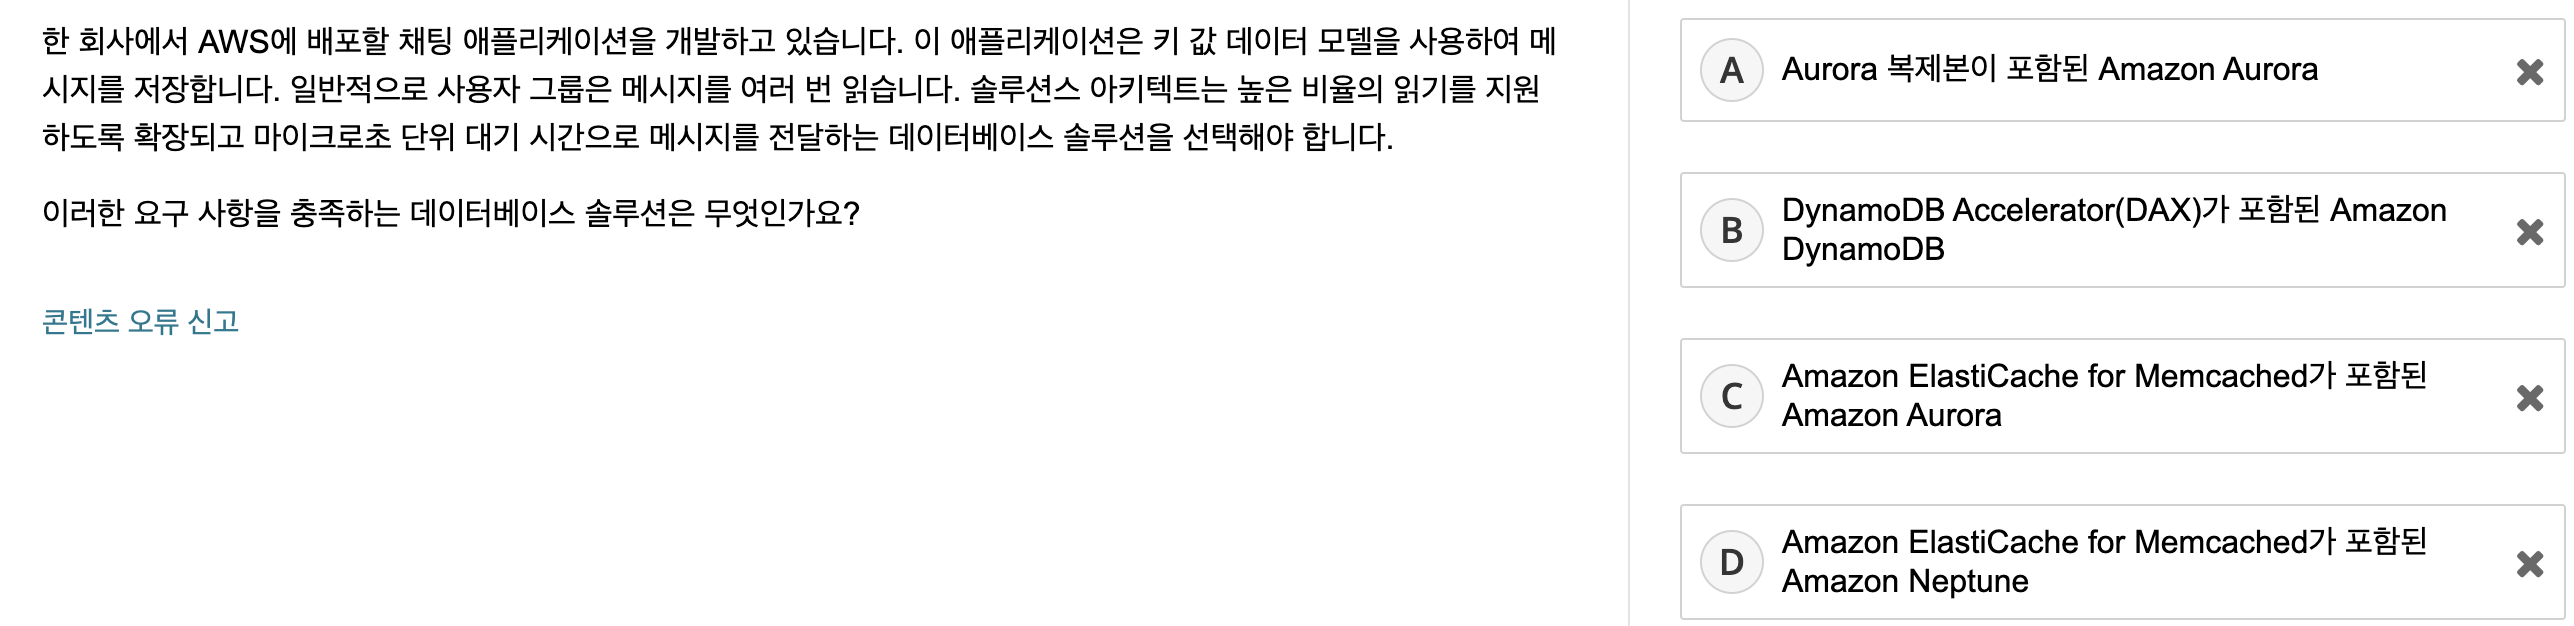 한 회사에서 AWS에 배포할 채팅 애플리케이션을 개발하고 있습니다. 이 애플리케이션은 키 값 데이터 모델을 사용하여 메
시지를 저장합니다. 일반적으로 사용자 그룹은 메시지를 여러 번 읽습니다. 솔루션스 아키텍트는 높은 비율의 읽기를 지원
하도록 확장되고 마이크로초 단위 대기 시간으로 메시지를 전달하는 데이터베이스 솔루션을 선택해야 합니다.
이러한 요구 사항을 충족하는 데이터베이스 솔루션은 무엇인가요?
콘텐츠 오류 신고
A Aurora 복제본이 포함된 Amazon Aurora
B DynamoDB Accelerator(DAX)가 포함된 Amazon
DynamoDB
C Amazon ElastiCache for Memcached가 포함된
Amazon Aurora
D Amazon ElastiCache for Memcached가 포함된
Amazon Neptune